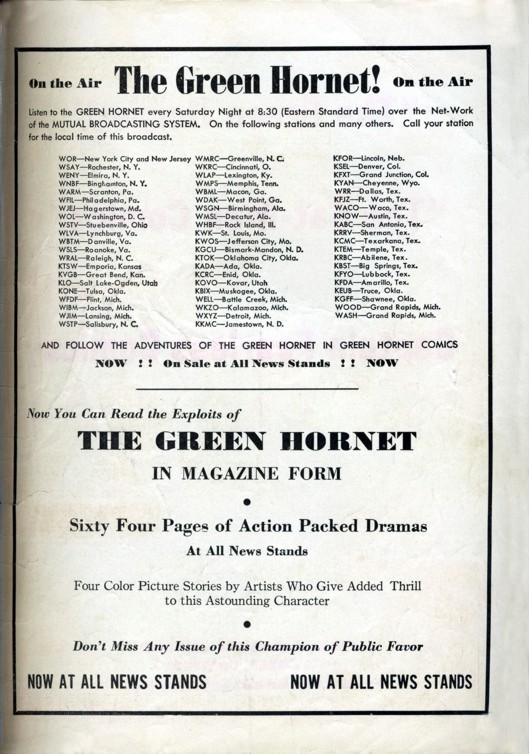 On the Air The Green Hornet! On the Air
Listen to the GREEN HORNET every Saturday Night at 8:30 (Eastern Standard Time) over the Net-Work
of the MUTUAL BROADCASTING SYSTEM. On the following stations and many others. Call your station
for the local time of this broadcast.
WOR—New York City and New Jersey
WSAY—Rochester, N. Y.
WENY—Elmira, N. Y.
WNBF—Binghamton, N. Y.
WARM—Scranton, Pa.
WFIL—Philadelphia, Pa.
WJEJ—Hagerstown, Md.
WOL—Washington, D. C.
WSTV—Stuebenville, Ohio
WLVA—Lynchburg, Va.
WBTM—Danville, Va.
WSLS—Roanoke, Va.
WRAL—Raleigh, N. C.
KTSW—Emporia, Kansas
KVGB—Great Bend, Kan.
KLO—Salt Lake-Ogden, Utah
KONE—Tulsa, Okla.
WFDF—Flint, Mich.
WIBM—Jackson, Mich.
WJIM—Lansing, Mich.
WSTP—Salisbury, N. C.
WMRC—Greenville, N. C.
WKRC—Cincinnati, O.
WLAP—Lexington, Ky.
WMPS—Memphis, Tenn.
WBML—Macon, Ga.
WDAK—West Point, Ga.
WSGN—Birmingham, Ala.
WMSL—Decatur, Ala.
WHBF—Rock Island, Ill.
KWK—St. Louis, Mo.
KWOS—Jefferson City, Mo.
KGCU—Bismark-Mandon, N. D.
KTOK—Oklahoma City, Okla.
KADA—Ada, Okla.
KCRC—Enid, Okla.
KOVO—Kovar, Utah
KBIX—Muskogee, Okla.
WELL—Battle Creek, Mich.
WKZO—Kalamazoo, Mich.
WXYZ—Detroit, Mich.
KKMC—Jamestown, N. D.
KFOR—Lincoln, Neb.
KSEL—Denver, Col.
KFXT—Grand Junction, Col.
KYAN—Cheyenne, Wyo.
WRR—Dallas, Tex.
KFJZ—Ft. Worth, Tex.
WACO—Waco, Tex.
KNOW—Austin, Tex.
KABC—San Antonio, Tex.
KRRV—Sherman, Tex.
KCMC—Texarkana, Tex.
KTEM—Temple, Tex.
KRBC—Abilene, Tex.
KBST—Big Springs, Tex.
KFYO—Lubbock, Tex.
KFDA—Amarillo, Tex.
KEUB—Truce, Okla.
KGFF—Shawnee, Okla.
WOOD—Grand Rapids, Mich.
WASH—Grand Rapids, Mich.
AND FOLLOW THE ADVENTURES OF THE GREEN HORNET IN GREEN HORNET COMICS
NOW !! On Sale at All News Stands !! NOW
Now You Can Read the Exploits of
THE GREEN HORNET
IN MAGAZINE FORM
•
Sixty Four Pages of Action Packed Dramas
At All News Stands
Four Color Picture Stories by Artists Who Give Added Thrill
to this Astounding Character
•
Don't Miss Any Issue of this Champion of Public Favor
NOW AT ALL NEWS STANDS NOW AT ALL NEWS STANDS